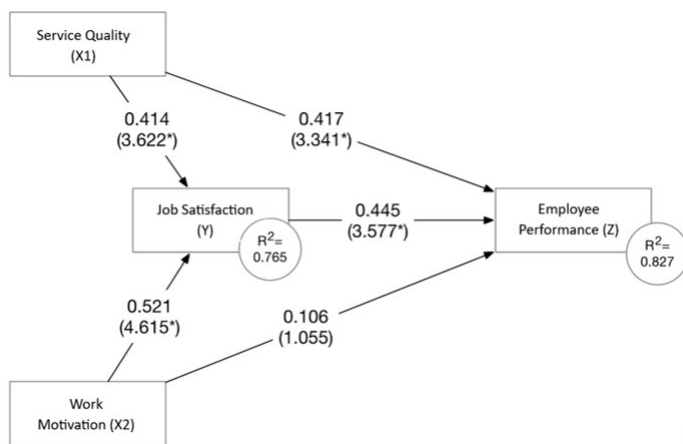 Service Quality
(X1)
0.414
(3.622*)
0.417
(3.341*)
Job Satisfaction
(Y)
R²=
0.765
0.445
(3.577*)
Employee
Performance (Z)
R²=
0.827
0.521
(4.615*)
0.106
(1.055)
Work
Motivation (X2)